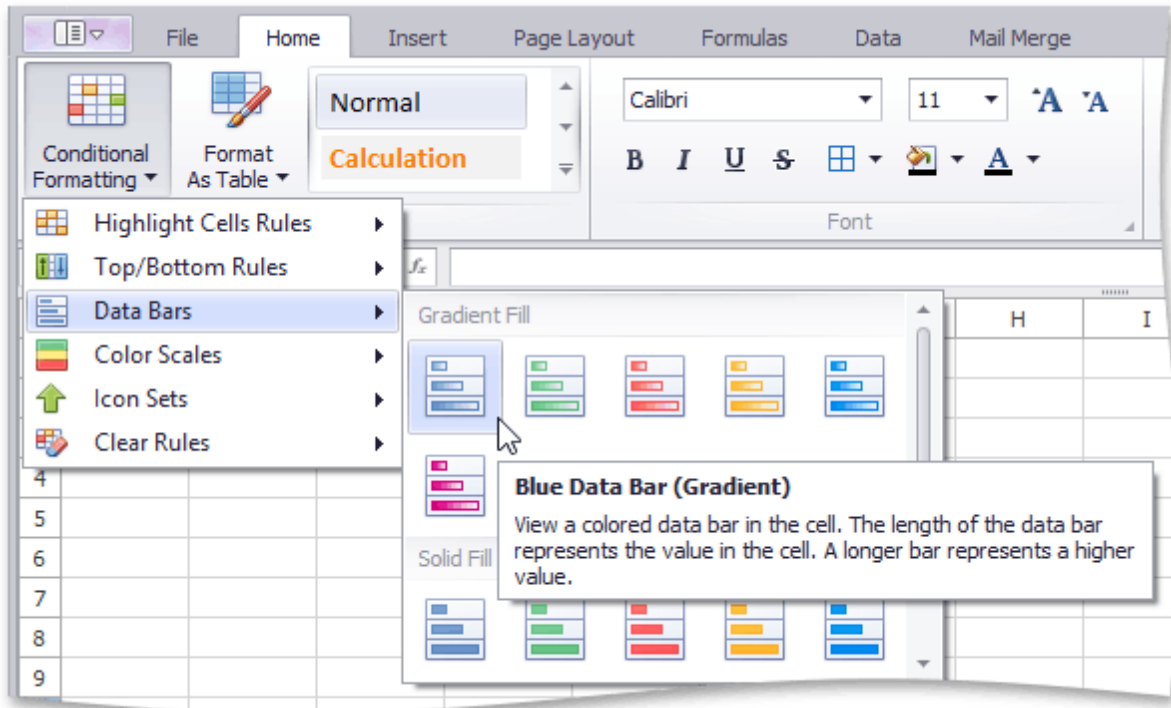 File Home Insert Page Layout Formulas Data Mail Merge
Normal
Calculation
Calibri 11 A A
Conditional
Formatting
Format
As Table
B I U S A
Font
Highlight Cells Rules
Top/Bottom Rules
fx
Data Bars
Color Scales
Icon Sets
Clear Rules
Gradient Fill
H I
Blue Data Bar (Gradient)
View a colored data bar in the cell. The length of the data bar
represents the value in the cell. A longer bar represents a higher
value.
Solid Fill
4
5
6
7
8
9